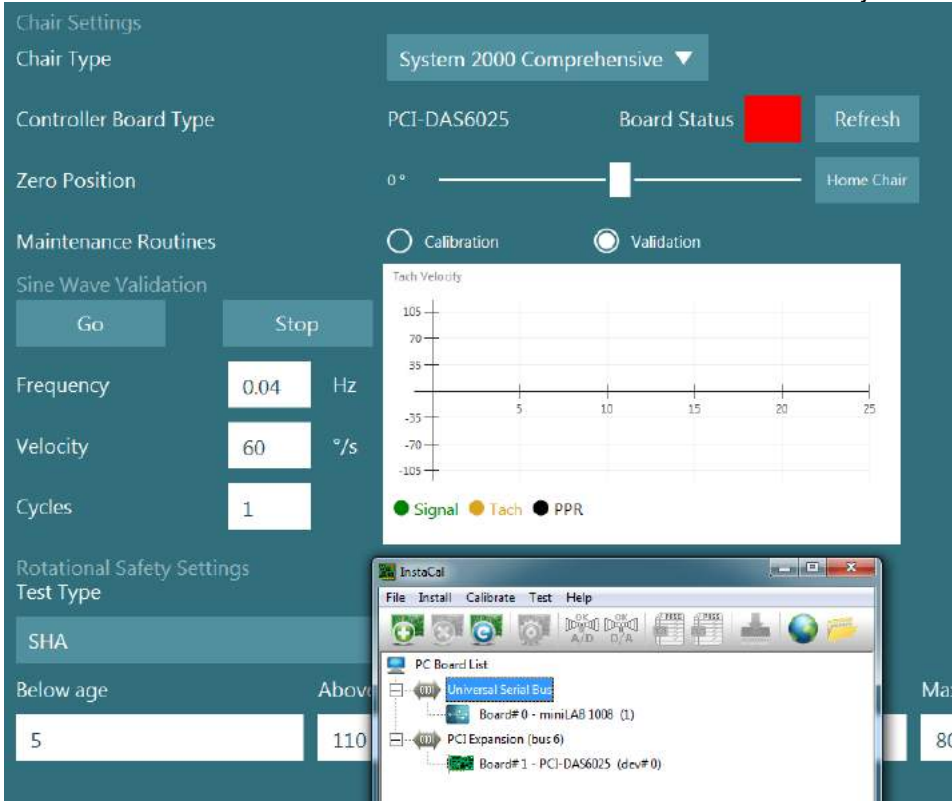 Chair Settings
Chair Type
System 2000 Comprehensive
Controller Board Type
PCI-DAS6025
Board Status
Refresh
Zero Position
0 °
Home Chair
Maintenance Routines
Calibration
Validation
Sine Wave Validation
Go
Stop
Frequency
0.04
Hz
Velocity
60
°/s
Cycles
1
Tach Velocity
105
70
35
5
10
15
20
25
-35
-70
-105
Signal
Tach
PPR
Rotational Safety Settings
Test Type
SHA
Below age
5
110
80
InstaCal
File Install Calibrate Test Help
OK
A/D
OK
D/A
PC Board List
Universal Serial Bus
Board# 0 - miniLAB 1008 (1)
PCI Expansion (bus 6)
Board# 1 - PCI-DAS6025 (dev# 0)